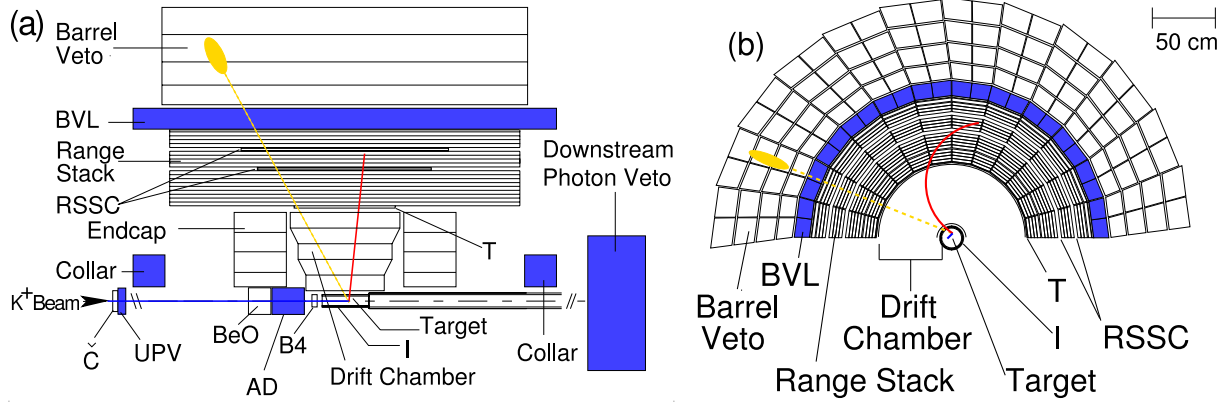 (a)
Barrel
Veto
BVL
Range
Stack
RSSC
Endcap
Collar
K+Beam
Č
UPV
BeO
AD
B4
I
Drift Chamber
Target
T
Collar
Downstream
Photon Veto
(b)
50 cm
BVL
Barrel
Veto
Drift
Chamber
Range Stack
Target
T
I
RSSC